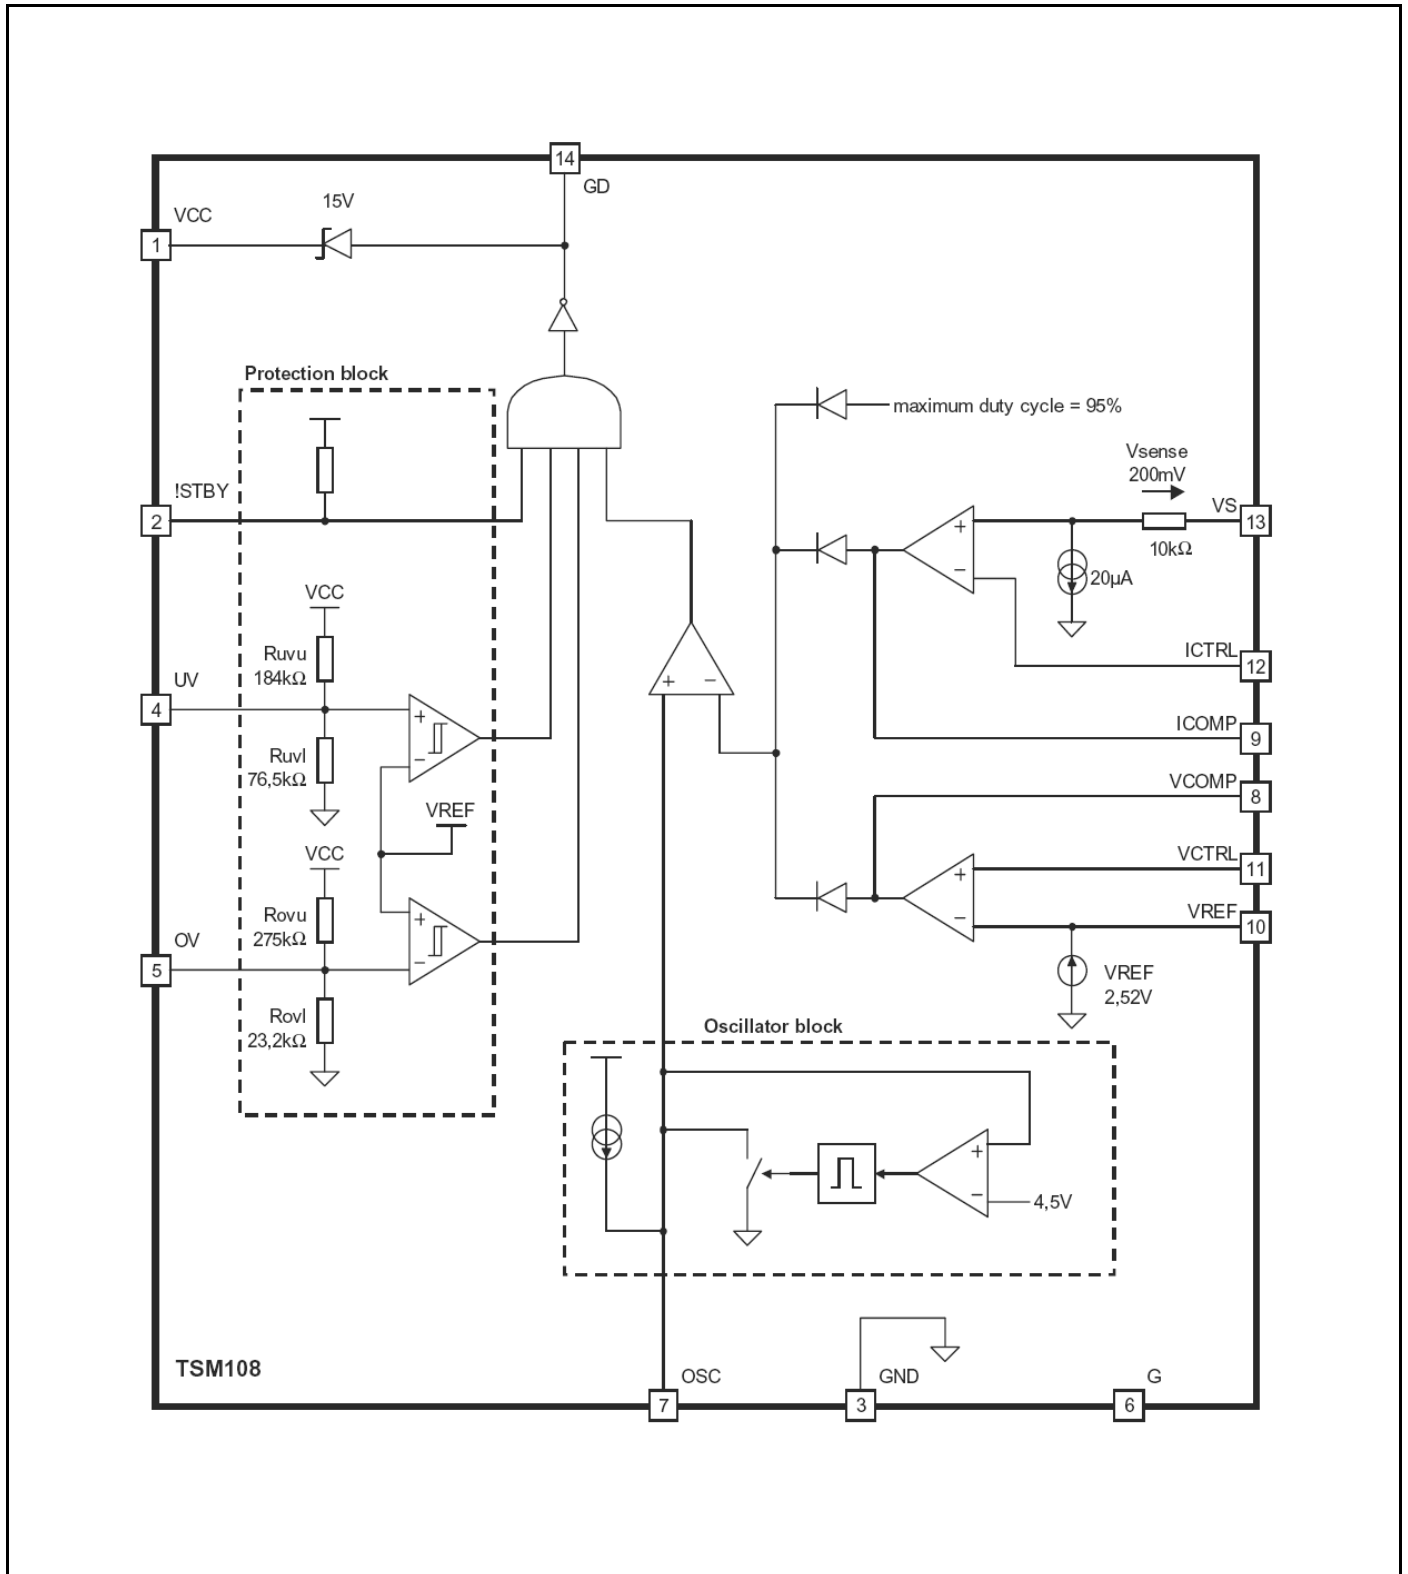 14
GD
15V
VCC
1
Protection block
maximum duty cycle = 95%
Vsense
200mV
!STBY
VS
2
13
10kΩ
+
−
20µA
VCC
Ruvu
184kΩ
ICTRL
12
UV
4
+ −
+
−
ICOMP
9
Ruvl
76,5kΩ
VCOMP
8
VREF
VCC
VCTRL
11
+
−
Rovu
275kΩ
VREF
10
+
−
OV
5
VREF
2,52V
Rovl
23,2kΩ
Oscillator block
+
−
4,5V
TSM108
OSC
GND
G
7
3
6